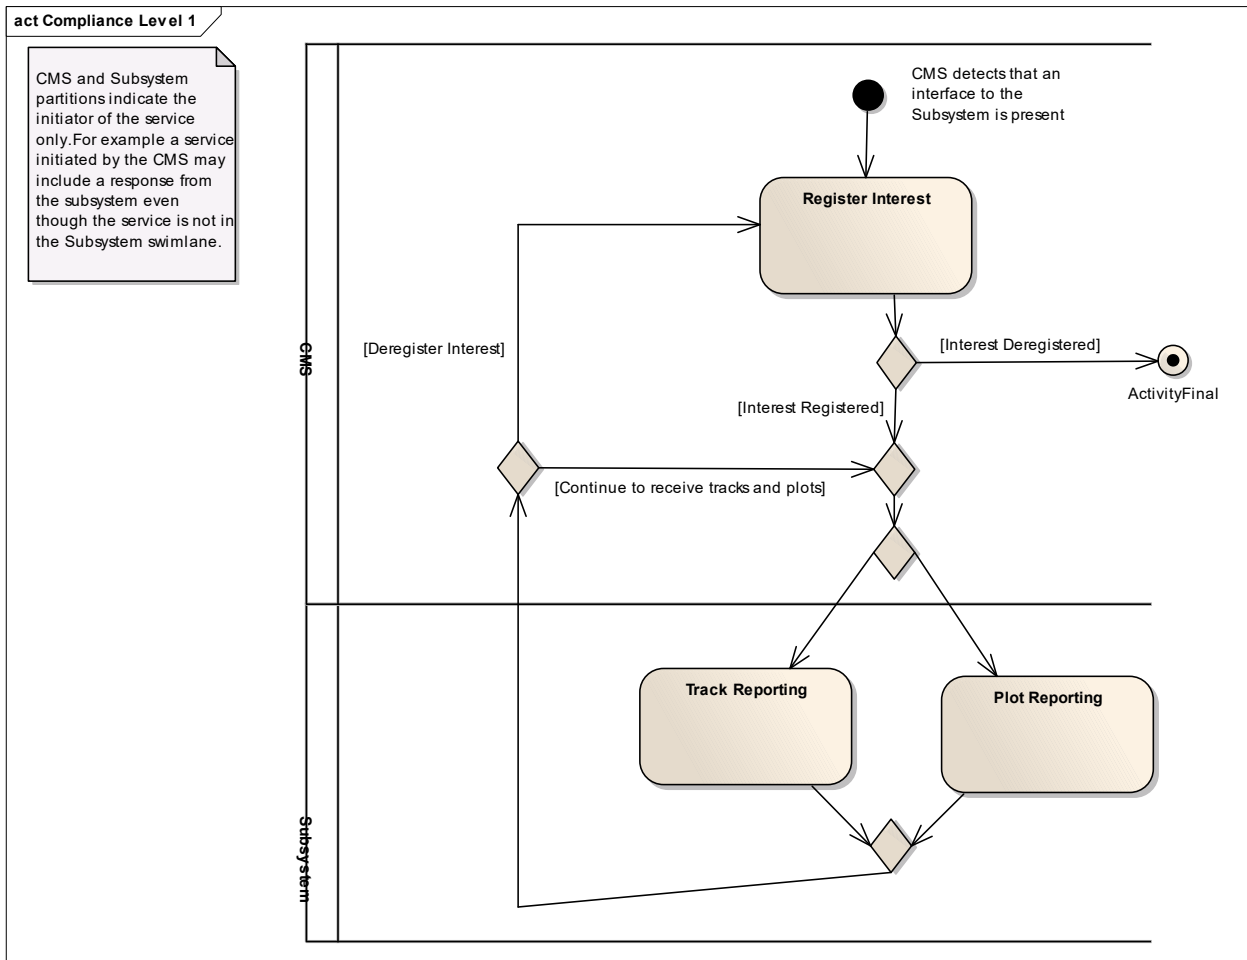 act Compliance Level 1
CMS and Subsystem
partitions indicate the
initiator of the service
only.For example a service
initiated by the CMS may
include a response from
the subsystem even
though the service is not in
the Subsystem swimlane.
CMS detects that an
interface to the
Subsystem is present
Register Interest
CMS
[Deregister Interest]
[Interest Deregistered]
ActivityFinal
[Interest Registered]
[Continue to receive tracks and plots]
Subsystem
Track Reporting
Plot Reporting